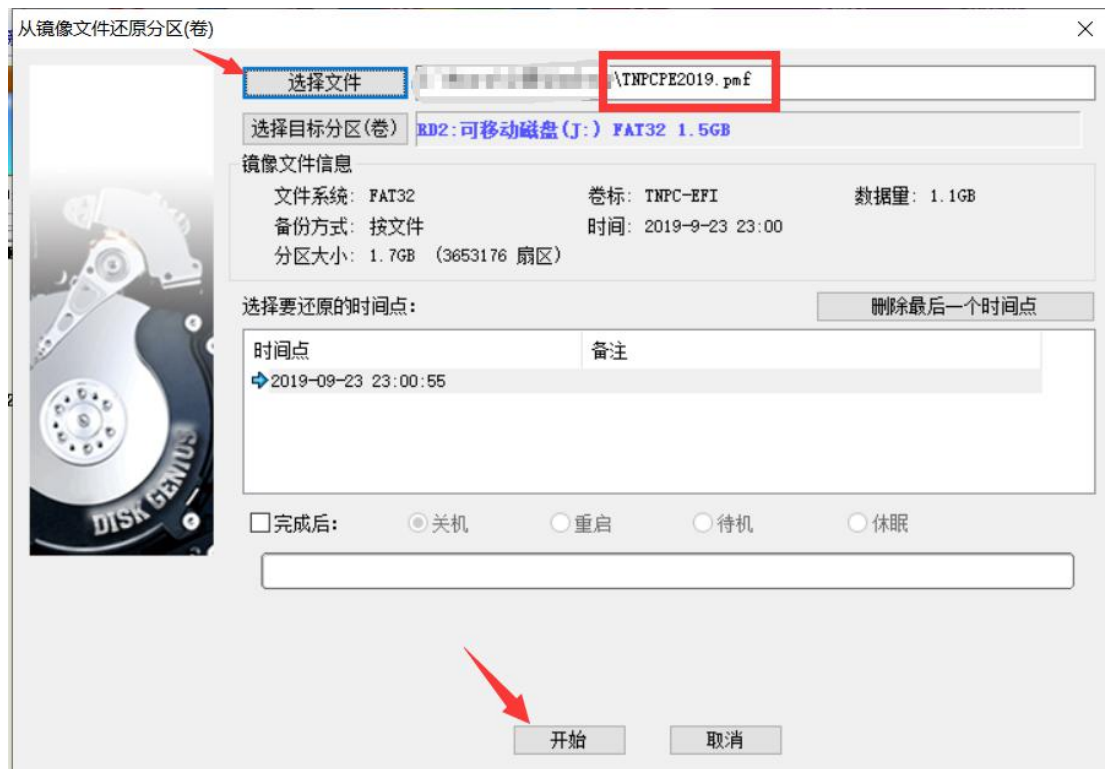 从镜像文件还原分区(卷)
选择文件 \TNPCPE2019.pmf
选择目标分区(卷) RD2:可移动磁盘(J:) FAT32 1.5GB
镜像文件信息
文件系统: FAT32 卷标: TNPC-EFI 数据量: 1.1GB
备份方式: 按文件 时间: 2019-9-23 23:00
分区大小: 1.7GB (3653176 扇区)
选择要还原的时间点: 删除最后一个时间点
时间点 备注
2019-09-23 23:00:55
DISK GENIUS
完成后: 关机 重启 待机 休眠
开始 取消